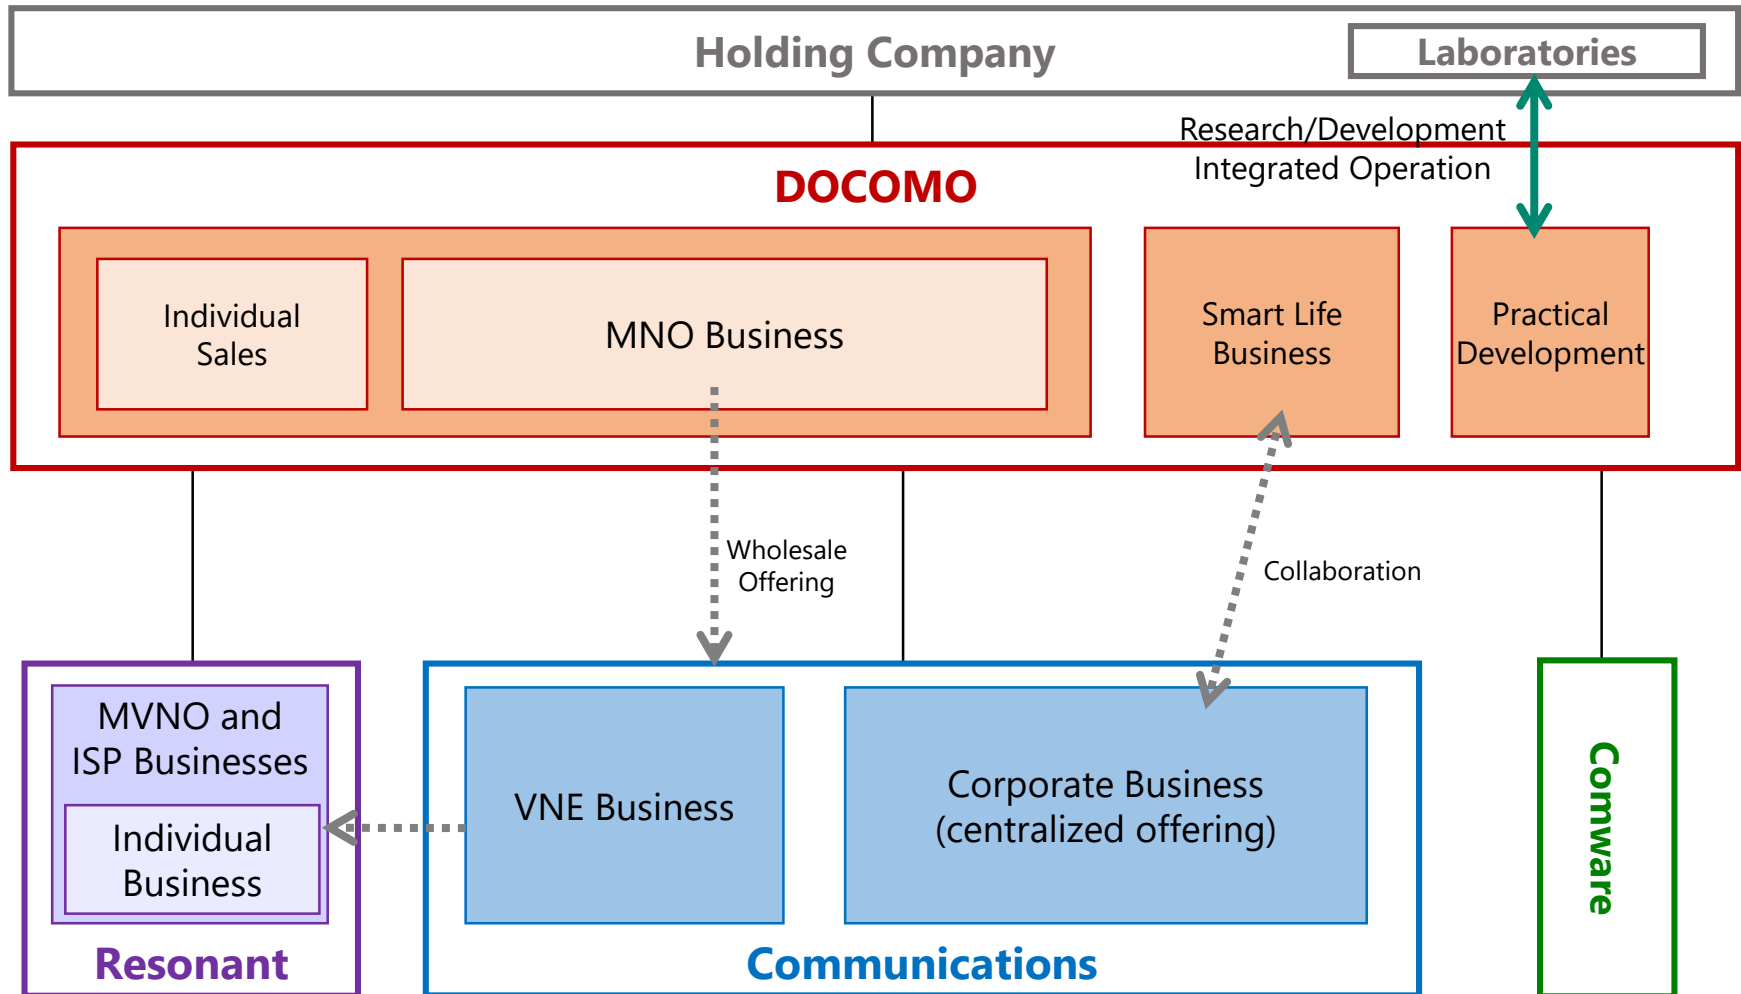 Holding Company
Laboratories
Research/Development
Integrated Operation
DOCOMO
Individual
Sales
MNO Business
Smart Life
Business
Practical
Development
Wholesale
Offering
Collaboration
MVNO and
ISP Businesses
Individual
Business
Resonant
VNE Business
Corporate Business
(centralized offering)
Communications
Comware